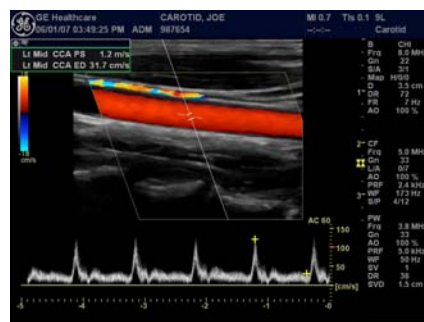 GE Healthcare CAROTID, JOE MI 0.7 TIs 0.1 9L
06/01/07 03:49:25 PM ADM 987654 --:--:-- Carotid
Lt Mid CCA PS 1.2 m/s
Lt Mid CCA ED 31.7 cm/s
B CHI
Frq 8.0 MHz
Gn 22
S/A 3/1
Map H/0/0
D 3.5 cm
DR 72
FR 7 Hz
AO 100 %
CF
Frq 5.0 MHz
Gn 33
L/A 0/7
AO 100 %
PRF 2.4 kHz
WF 173 Hz
S/P 4/12
PW
Frq 3.8 MHz
Gn 33
AO 100 %
PRF 5.0 kHz
WF 50 Hz
SV 1
DR 36
SVD 1.5 cm
1
2
3
cm/s
AC 60
150
100
50
[cm/s]
-5 -4 -3 -2 -1 -0